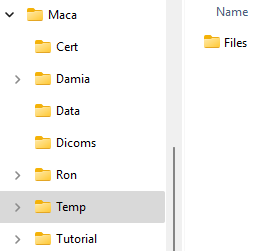 Maca
Cert
Damia
Data
Dicoms
Ron
Temp
Tutorial
Name
Files